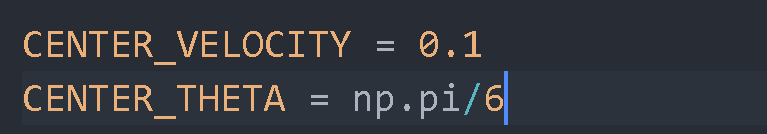 CENTER_VELOCITY = 0.1
CENTER_THETA = np.pi/6